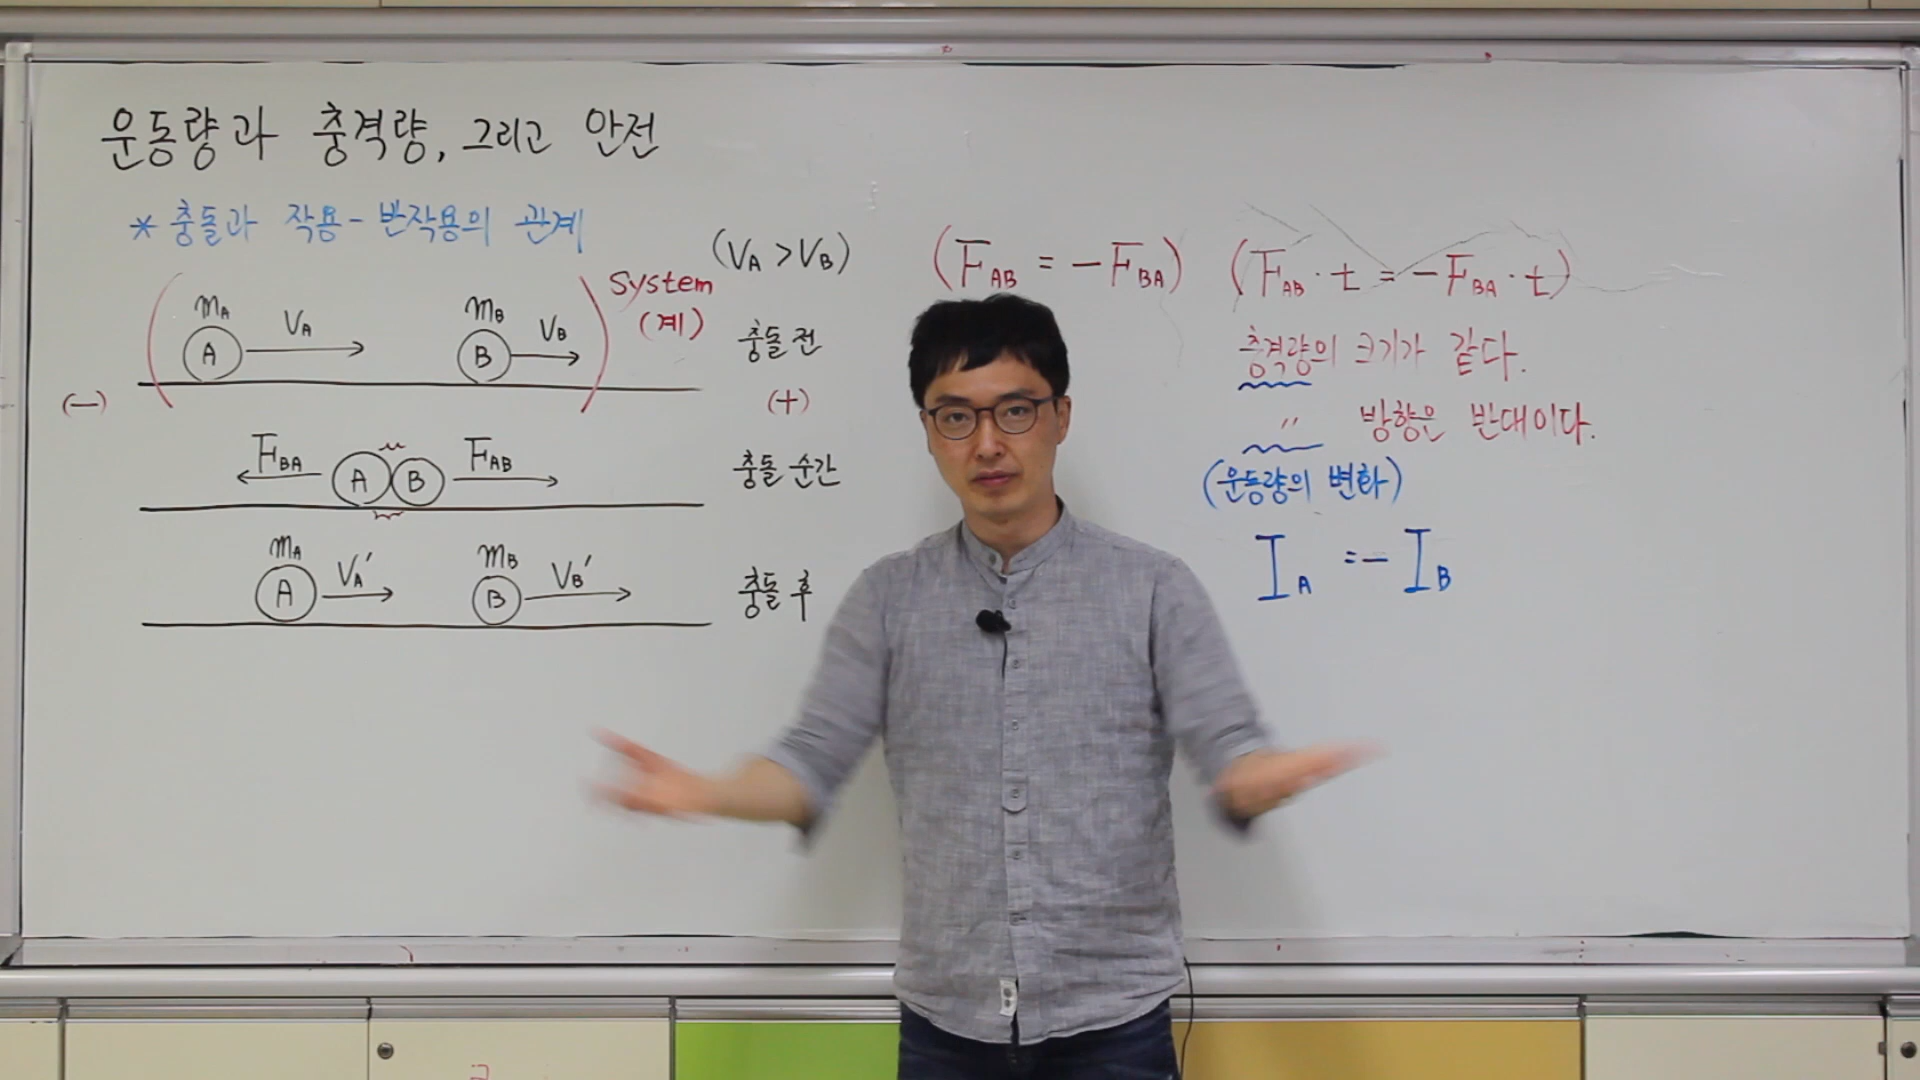 운동량과 충격량, 그리고 안전
* 충돌과 작용-반작용의 관계
(VA > VB)
(FAB = -FBA)
(FAB · t = -FBA · t)
System
(계)
mA
VA
A
mB
VB
B
충돌 전
충격량의 크기가 같다.
(-)
(+)
〃 방향은 반대이다.
FBA
A
B
FAB
충돌 순간
(운동량의 변화)
mA
VA'
A
mB
VB'
B
충돌 후
IA = - IB